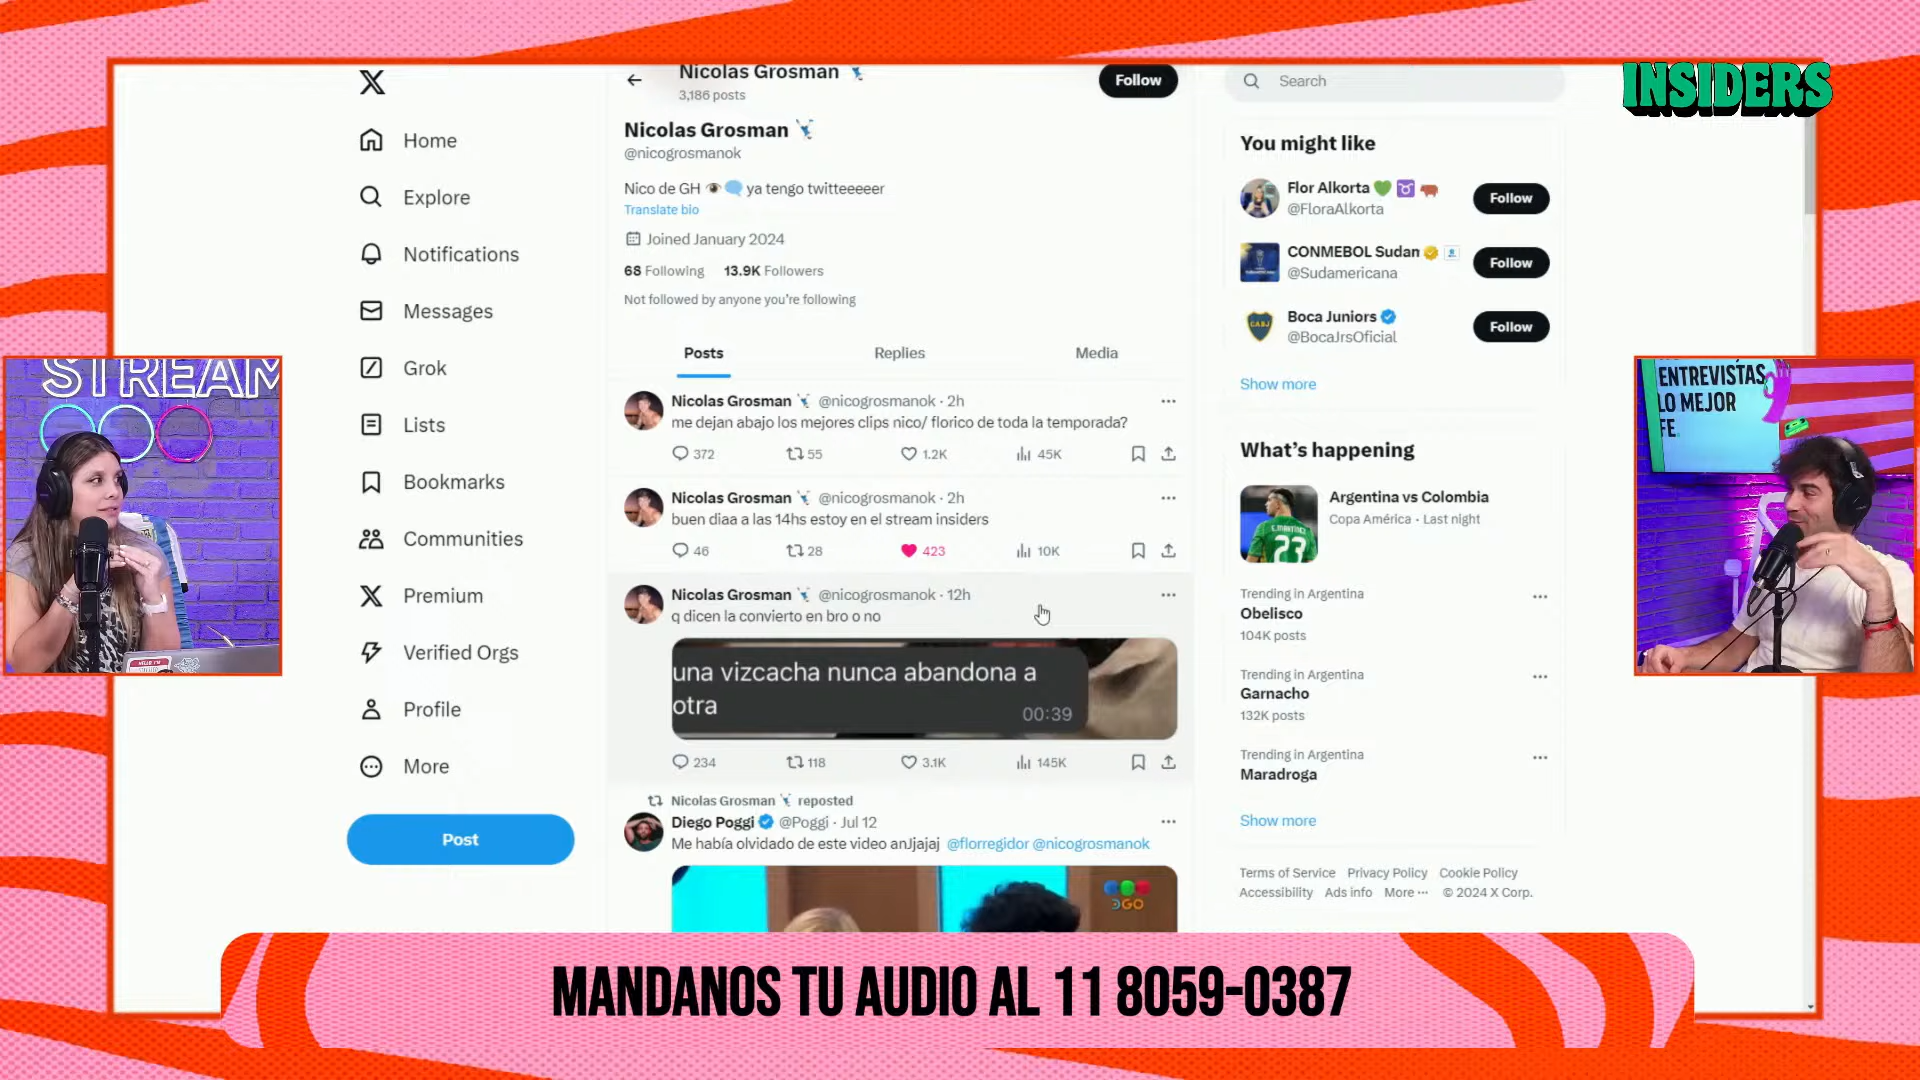 INSIDERS
Nicolas Grosman
3,186 posts
Follow
Search
Home
Explore
Notifications
Messages
Grok
Lists
Bookmarks
Communities
Premium
Verified Orgs
Profile
More
Post
Nicolas Grosman
@nicogrosmanok
Nico de GH 👁️🗨️ ya tengo twitteeeeer
Translate bio
Joined January 2024
68 Following 13.9K Followers
Not followed by anyone you're following
Posts Replies Media
Nicolas Grosman @nicogrosmanok · 2h
me dejan abajo los mejores clips nico/ florico de toda la temporada?
372 55 1.2K 45K
Nicolas Grosman @nicogrosmanok · 2h
buen diaa a las 14hs estoy en el stream insiders
46 28 423 10K
Nicolas Grosman @nicogrosmanok · 12h
q dicen la convierto en bro o no
una vizcacha nunca abandona a
otra
00:39
234 118 3.1K 145K
Nicolas Grosman reposted
Diego Poggi @Poggi · Jul 12
Me había olvidado de este video anJjajaj @florregidor @nicogrosmanok
DGO
You might like
Flor Alkorta 💚♉🐂
@FloraAlkorta
Follow
CONMEBOL Sudan
@Sudamericana
Follow
Boca Juniors
@BocaJrsOficial
Follow
Show more
What's happening
Argentina vs Colombia
Copa América · Last night
E.MARTINEZ
23
Trending in Argentina
Obelisco
104K posts
Trending in Argentina
Garnacho
132K posts
Trending in Argentina
Maradroga
Show more
Terms of Service Privacy Policy Cookie Policy
Accessibility Ads info More ··· © 2024 X Corp.
STREAM
ENTREVISTAS
LO MEJOR
FE.
MANDANOS TU AUDIO AL 11 8059-0387